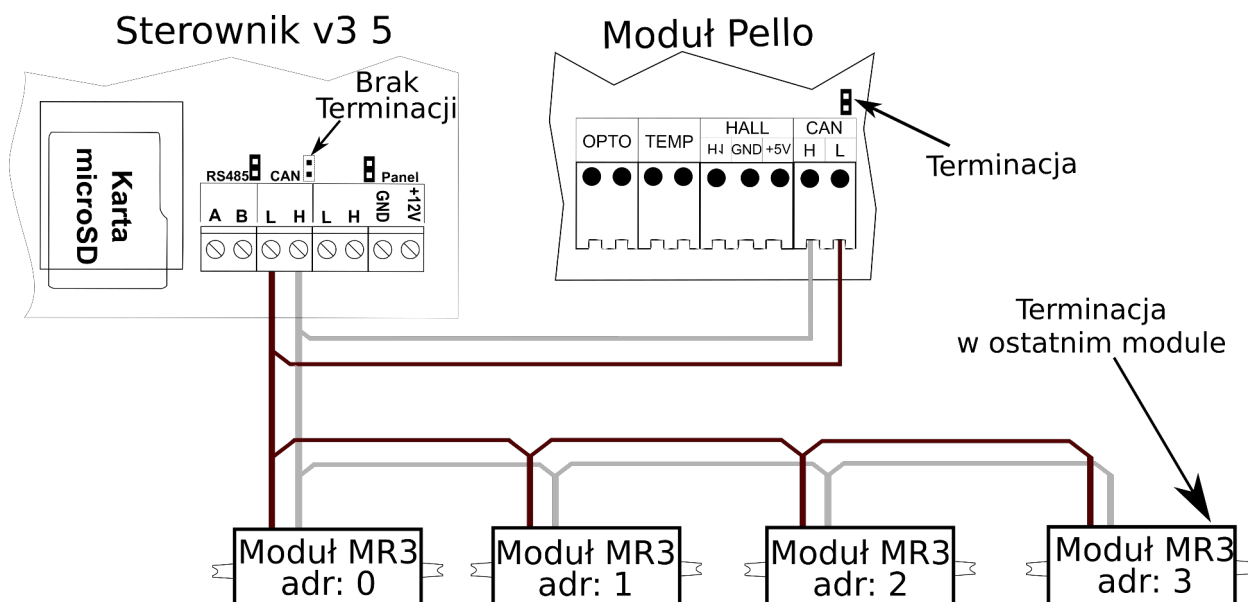 Sterownik v3 5
Moduł Pello
Brak
Terminacji
Karta
microSD
RS485 CAN Panel
A B L H L H GND +12V
OPTO TEMP HALL CAN
GND +5V H L
Terminacja
Terminacja
w ostatnim module
Moduł MR3
adr: 0
Moduł MR3
adr: 1
Moduł MR3
adr: 2
Moduł MR3
adr: 3